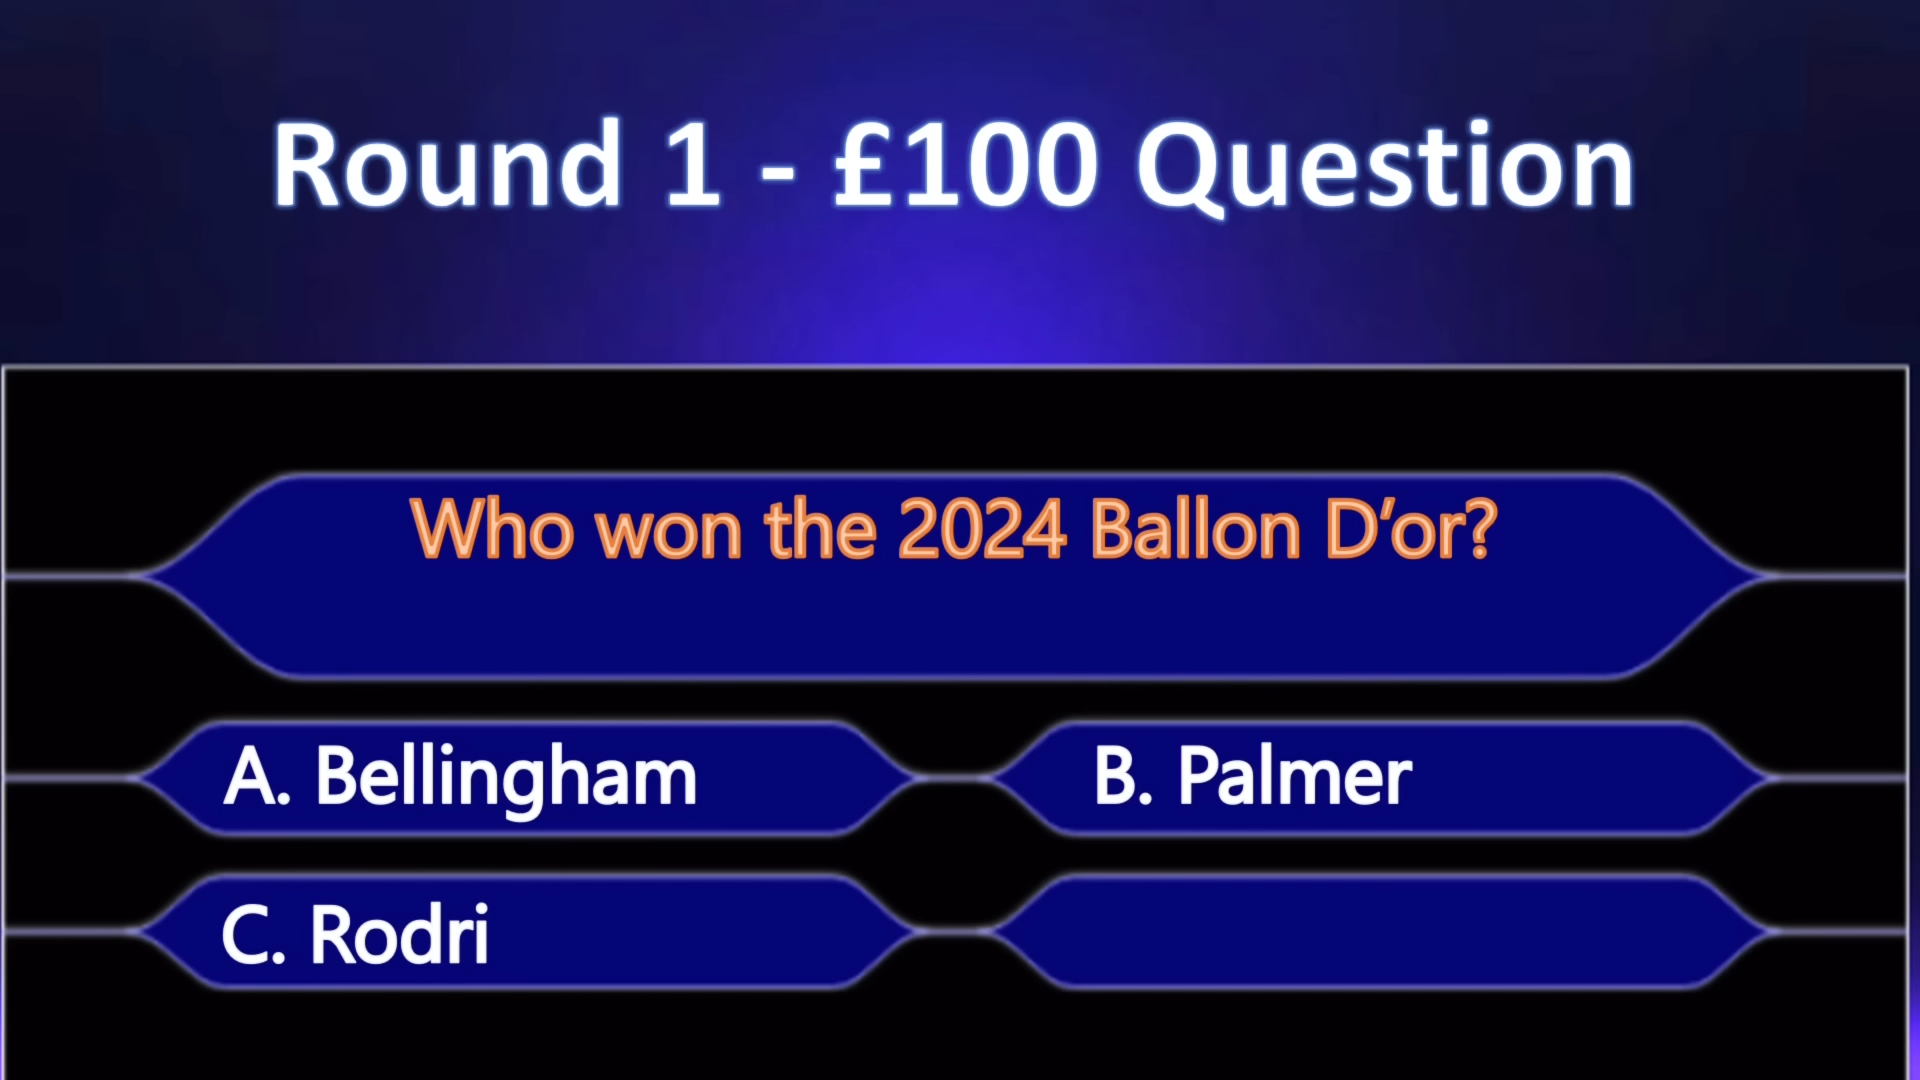 Round 1 - £100 Question
Who won the 2024 Ballon D’or?
A. Bellingham
B. Palmer
C. Rodri